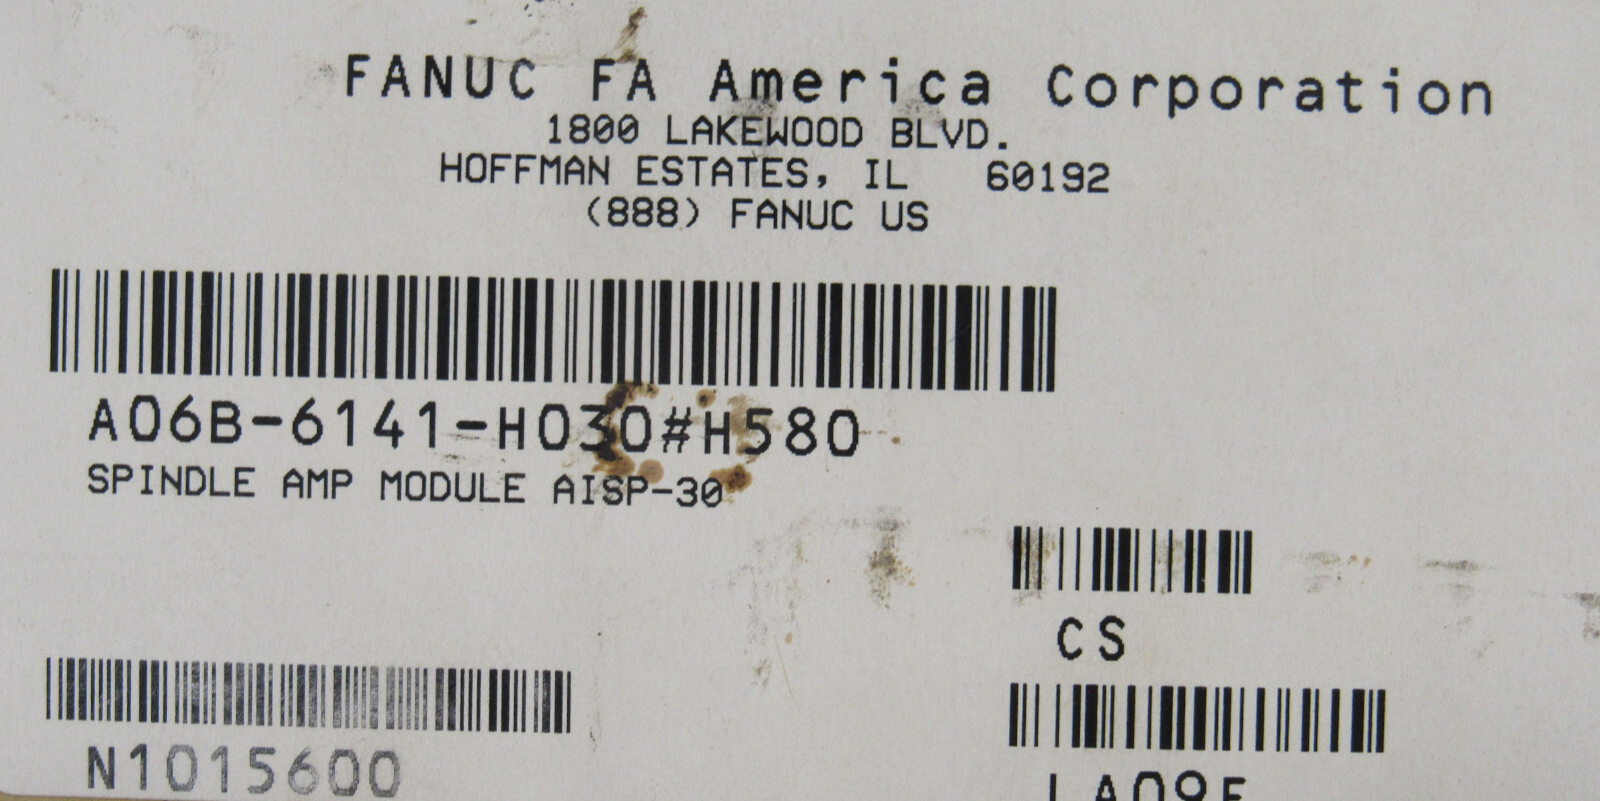 FANUC FA America Corporation
1800 LAKEWOOD BLVD.
HOFFMAN ESTATES, IL 60192
(888) FANUC US
A06B-6141-H030#H580
SPINDLE AMP MODULE AISP-30
CS
N1015600